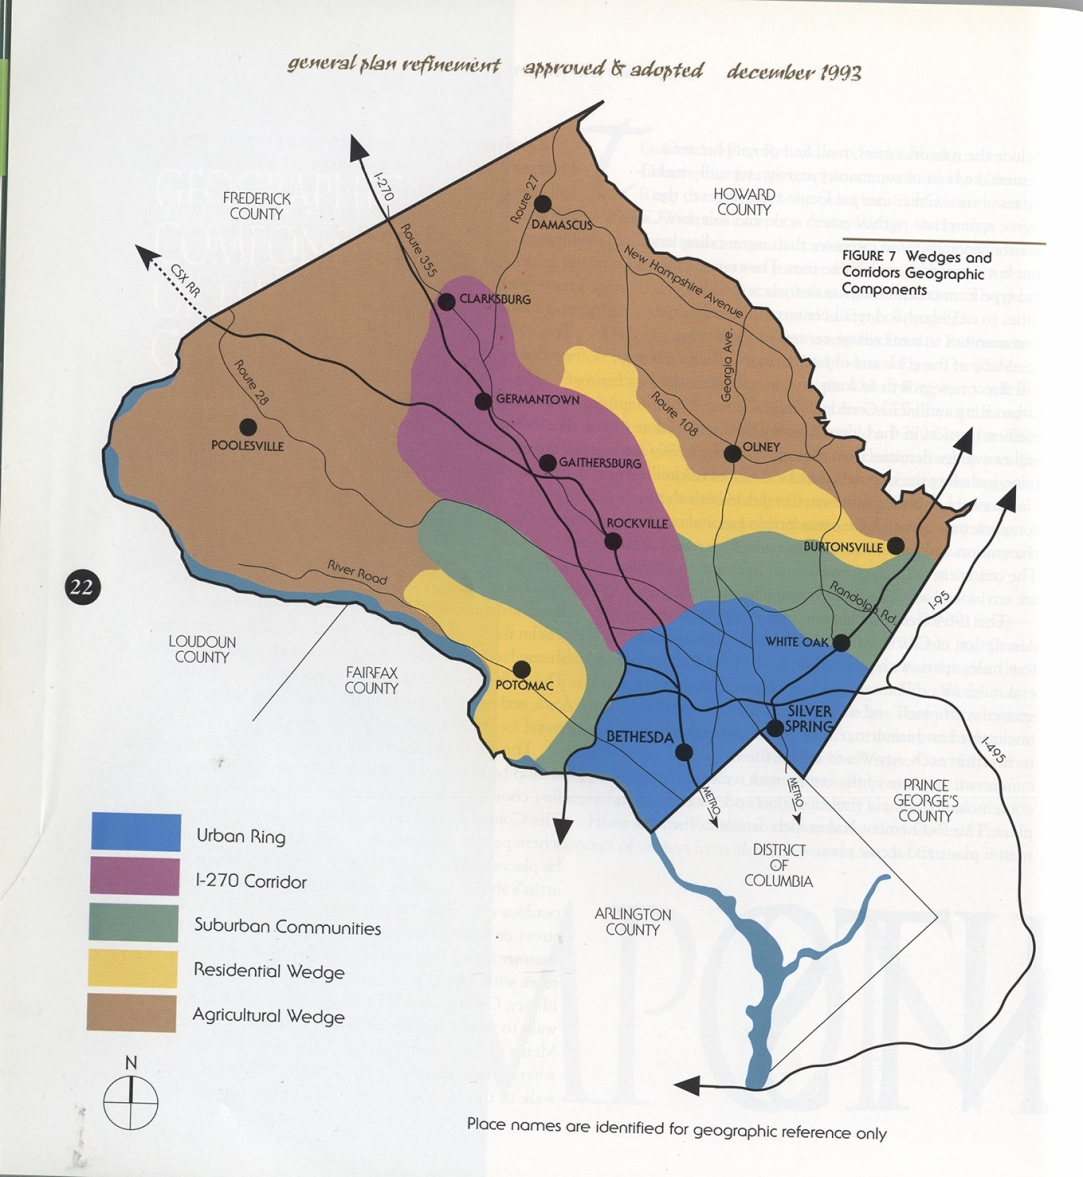 general plan refinement approved & adopted december 1993
FREDERICK
COUNTY
HOWARD
COUNTY
FIGURE 7 Wedges and
Corridors Geographic
Components
I-270
Route 27
DAMASCUS
Route 355
CSX RR
New Hampshire Avenue
CLARKSBURG
Georgia Ave.
Route 28
GERMANTOWN
Route 108
POOLESVILLE
OLNEY
GAITHERSBURG
ROCKVILLE
BURTONSVILLE
River Road
22
Randolph Rd.
I-95
LOUDOUN
COUNTY
WHITE OAK
FAIRFAX
COUNTY
POTOMAC
SILVER
SPRING
BETHESDA
I-495
METRO
METRO
PRINCE
GEORGE'S
COUNTY
Urban Ring
DISTRICT
OF
COLUMBIA
I-270 Corridor
ARLINGTON
COUNTY
Suburban Communities
Residential Wedge
Agricultural Wedge
N
Place names are identified for geographic reference only